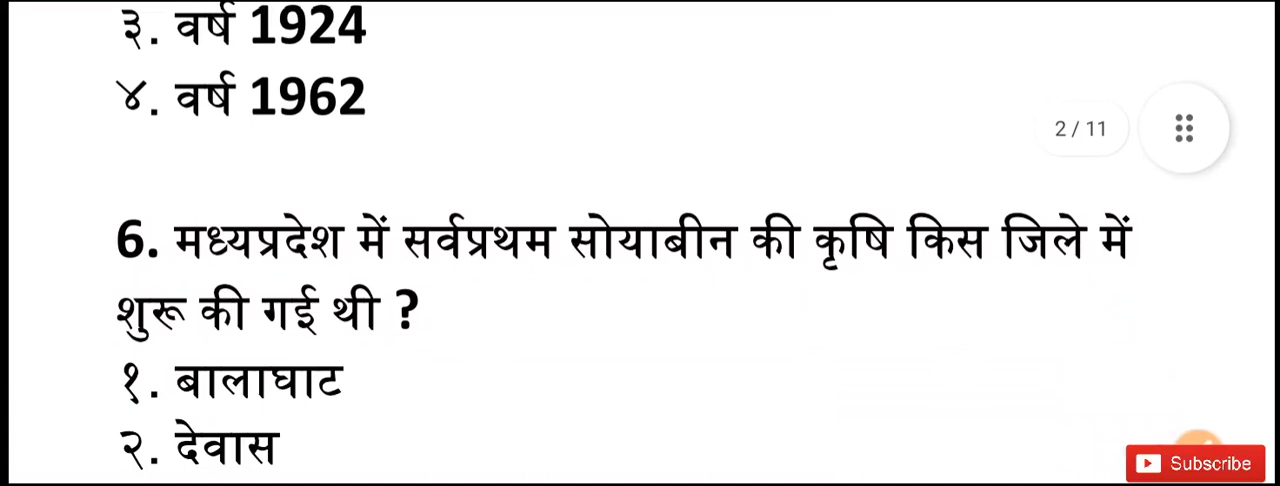 ३. वर्ष 1924
४. वर्ष 1962
2 / 11
6. मध्यप्रदेश में सर्वप्रथम सोयाबीन की कृषि किस जिले में
शुरू की गई थी ?
१. बालाघाट
२. देवास
Subscribe